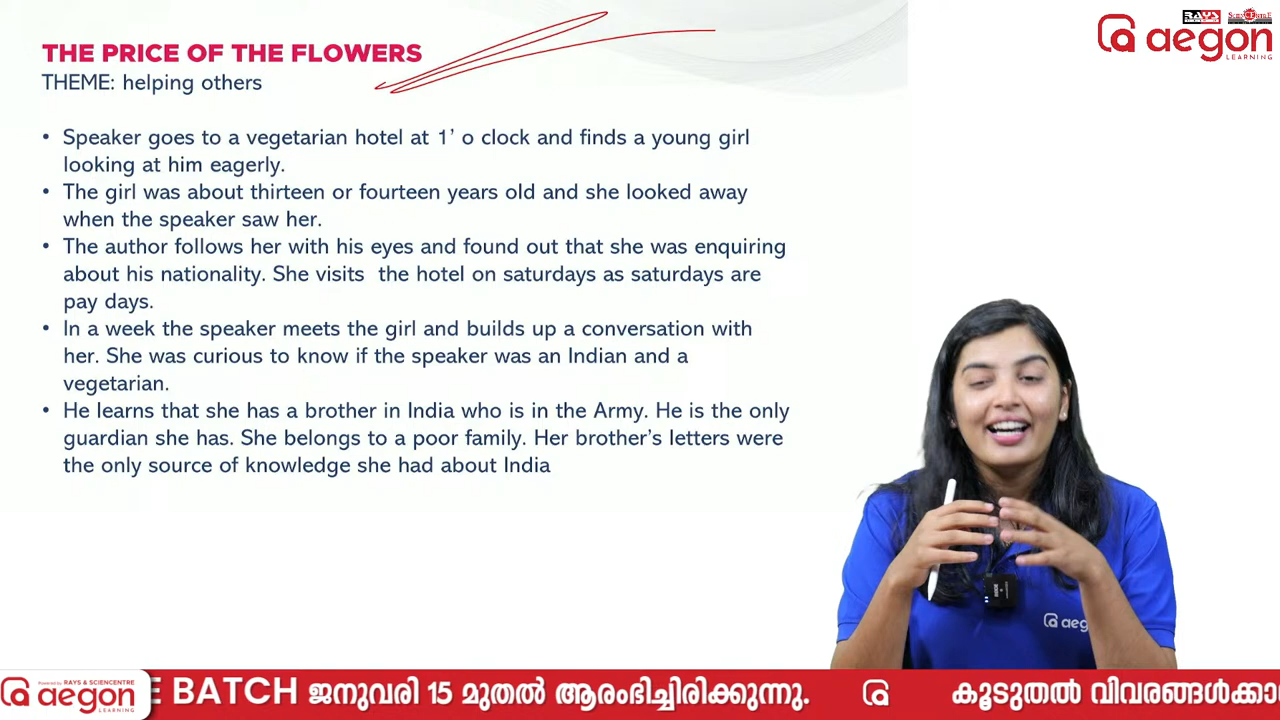 THE PRICE OF THE FLOWERS
THEME: helping others
• Speaker goes to a vegetarian hotel at 1' o clock and finds a young girl
looking at him eagerly.
• The girl was about thirteen or fourteen years old and she looked away
when the speaker saw her.
• The author follows her with his eyes and found out that she was enquiring
about his nationality. She visits the hotel on saturdays as saturdays are
pay days.
• In a week the speaker meets the girl and builds up a conversation with
her. She was curious to know if the speaker was an Indian and a
vegetarian.
• He learns that she has a brother in India who is in the Army. He is the only
guardian she has. She belongs to a poor family. Her brother's letters were
the only source of knowledge she had about India
RAYS
aegon
LEARNING
aeg
Powered by RAYS & SCIENCENTRE
aegon
LEARNING
E BATCH ജനുവരി 15 മുതൽ ആരംഭിച്ചിരിക്കുന്നു.
കൂടുതൽ വിവരങ്ങൾക്കാ